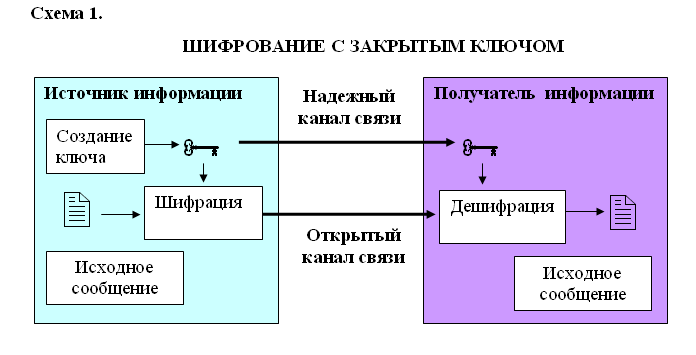 Схема 1.
ШИФРОВАНИЕ С ЗАКРЫТЫМ КЛЮЧОМ
Источник информации
Надежный
канал связи
Получатель информации
Создание
ключа
Шифрация
Дешифрация
Открытый
канал связи
Исходное
сообщение
Исходное
сообщение